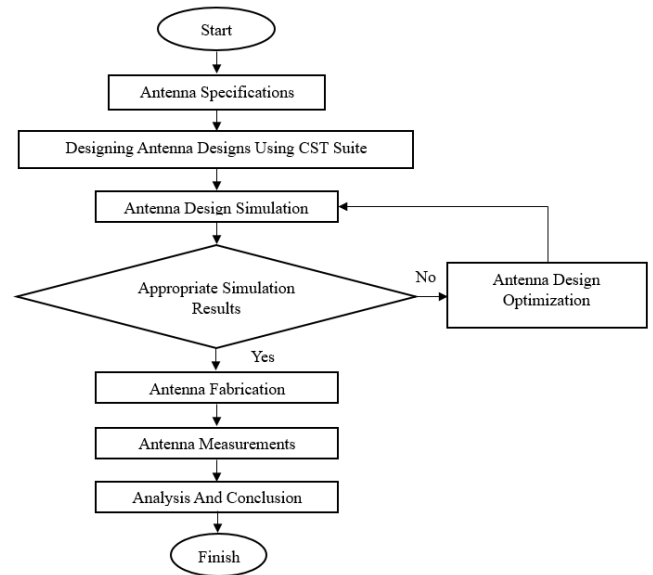 Start
Antenna Specifications
Designing Antenna Designs Using CST Suite
Antenna Design Simulation
Appropriate Simulation
Results
No
Antenna Design
Optimization
Yes
Antenna Fabrication
Antenna Measurements
Analysis And Conclusion
Finish